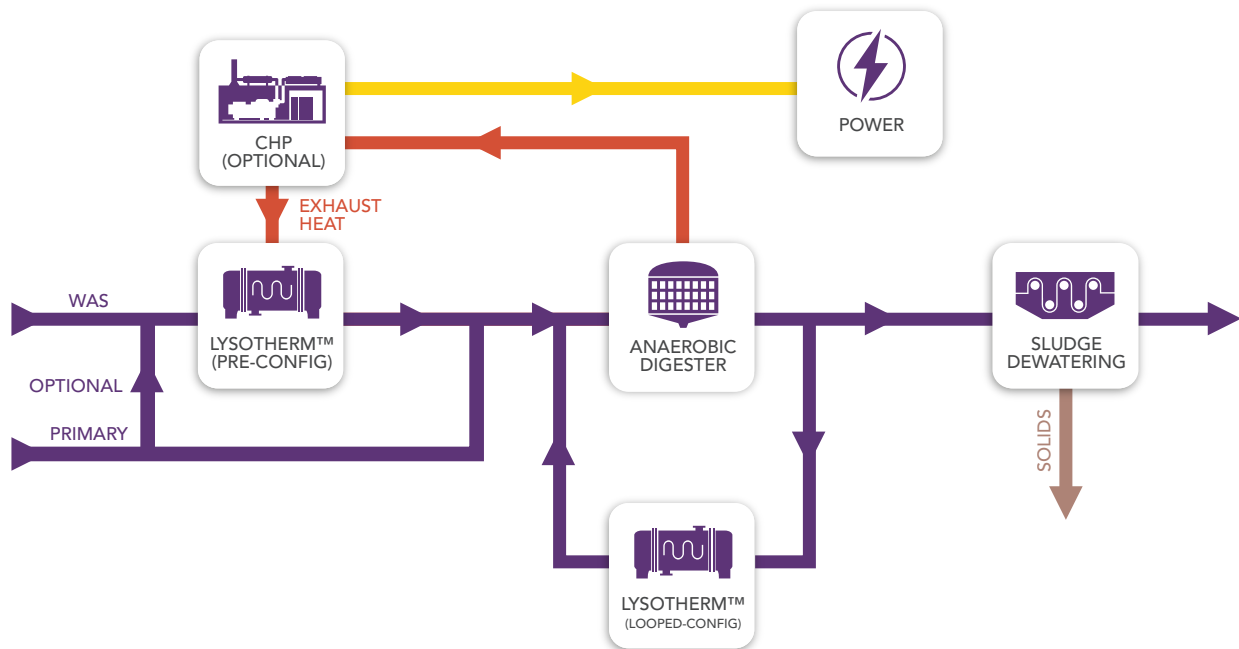 CHP
(OPTIONAL)
POWER
EXHAUST
HEAT
WAS
LYSOTHERM™
(PRE-CONFIG)
ANAEROBIC
DIGESTER
SLUDGE
DEWATERING
OPTIONAL
PRIMARY
SOLIDS
LYSOTHERM™
(LOOPED-CONFIG)